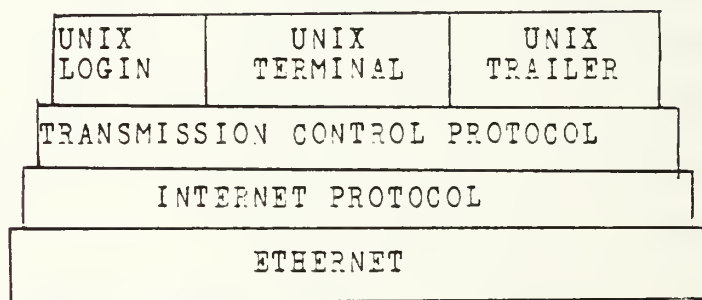 UNIX UNIX UNIX
LOGIN TERMINAL TRAILER
TRANSMISSION CONTROL PROTOCOL
INTERNET PROTOCOL
ETHERNET